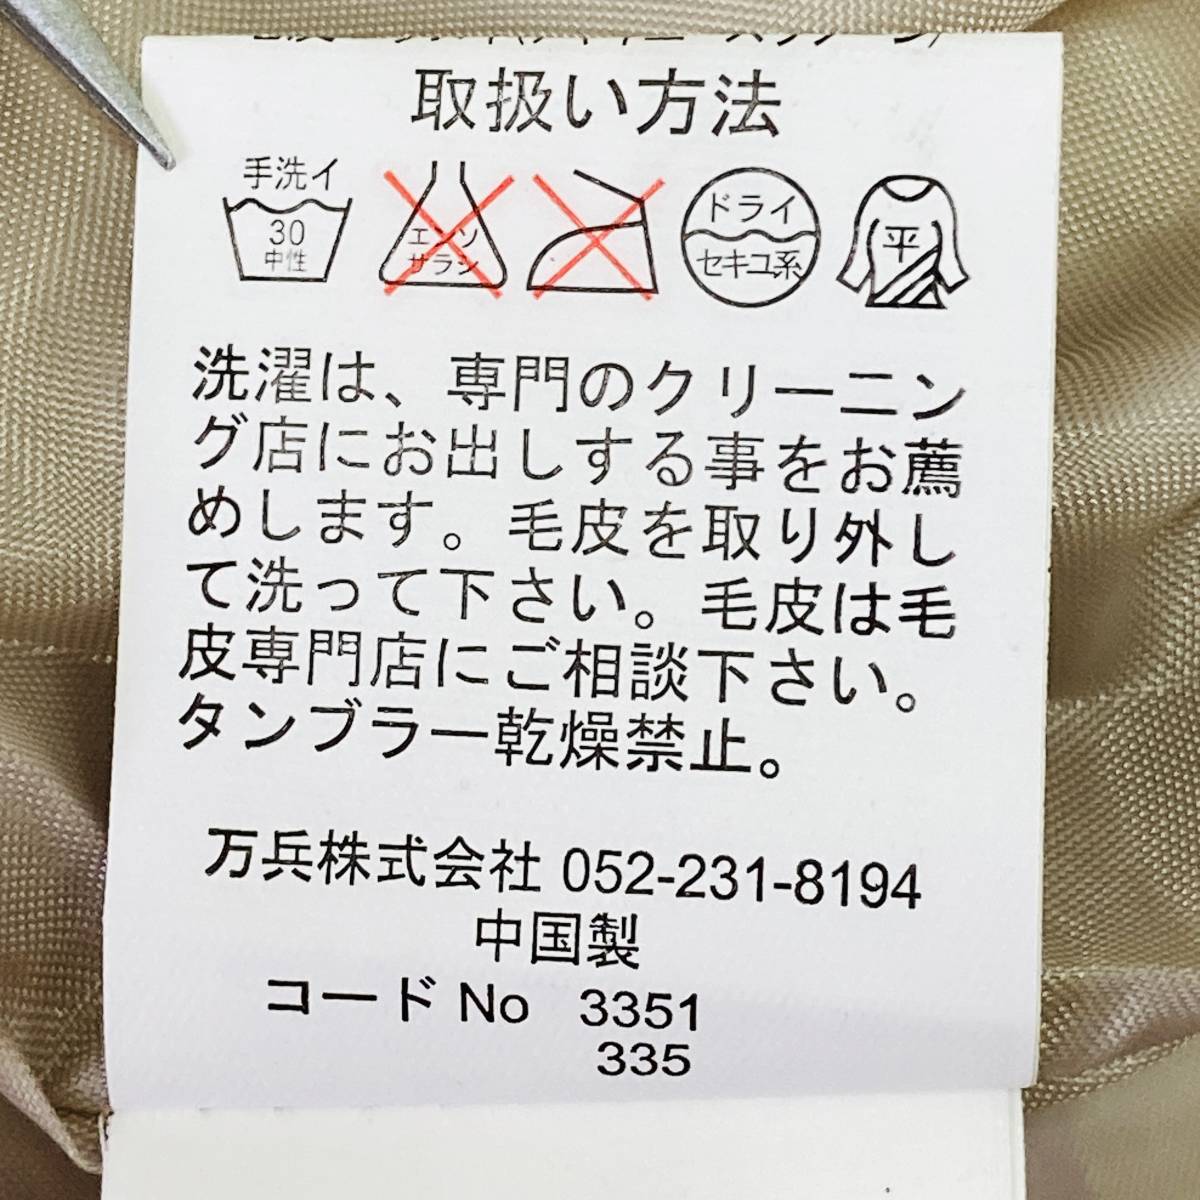 取扱い方法
手洗イ
30
中性
エンソ
サラシ
ドライ
セキユ系
平
洗濯は、専門のクリーニン
グ店にお出しする事をお薦
めします。毛皮を取り外し
て洗って下さい。毛皮は毛
皮専門店にご相談下さい。
タンブラー乾燥禁止。
万兵株式会社 052-231-8194
中国製
コード No 3351
335